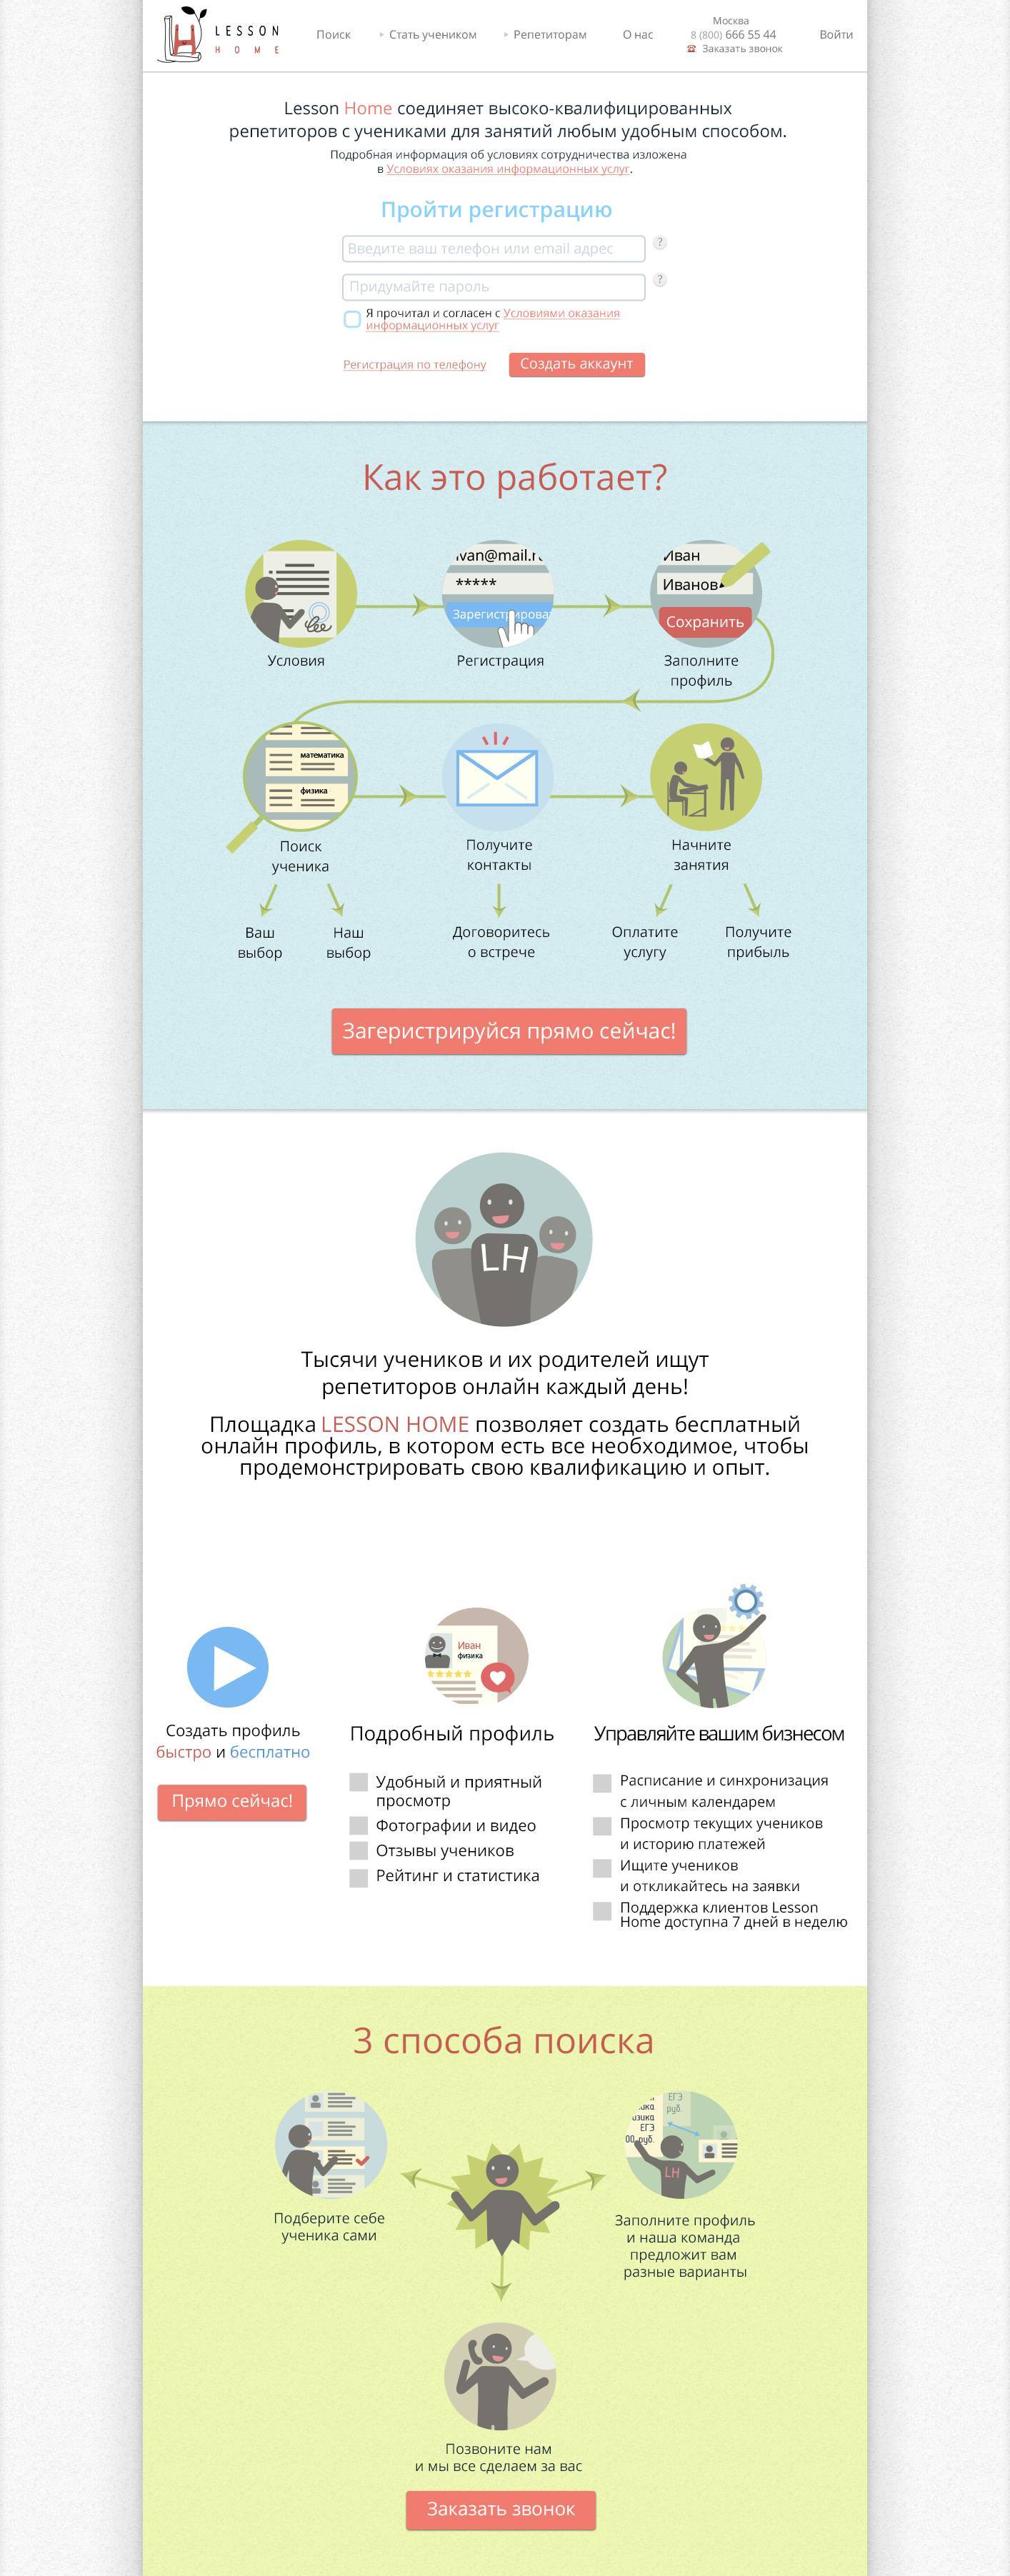 LESSON
HOME
Поиск
Стать учеником
Репетиторам
О нас
Москва
8 (800) 666 55 44
Заказать звонок
Войти
Lesson Home соединяет высоко-квалифицированных
репетиторов с учениками для занятий любым удобным способом.
Подробная информация об условиях сотрудничества изложена
в Условиях оказания информационных услуг.
Пройти регистрацию
Введите ваш телефон или email адрес
?
Придумайте пароль
?
Я прочитал и согласен с Условиями оказания
информационных услуг
Регистрация по телефону
Создать аккаунт
Как это работает?
ivan@mail.r
*****
Зарегистрироват
Иван
Иванов
Сохранить
Условия
Регистрация
Заполните
профиль
математика
физика
Поиск
ученика
Получите
контакты
Начните
занятия
Ваш
выбор
Наш
выбор
Договоритесь
о встрече
Оплатите
услугу
Получите
прибыль
Загеристрируйся прямо сейчас!
LH
Тысячи учеников и их родителей ищут
репетиторов онлайн каждый день!
Площадка LESSON HOME позволяет создать бесплатный
онлайн профиль, в котором есть все необходимое, чтобы
продемонстрировать свою квалификацию и опыт.
Создать профиль
быстро и бесплатно
Прямо сейчас!
Иван
физика
Подробный профиль
Удобный и приятный
просмотр
Фотографии и видео
Отзывы учеников
Рейтинг и статистика
Управляйте вашим бизнесом
Расписание и синхронизация
с личным календарем
Просмотр текущих учеников
и историю платежей
Ищите учеников
и откликайтесь на заявки
Поддержка клиентов Lesson
Home доступна 7 дней в неделю
3 способа поиска
Подберите себе
ученика сами
ЕГЭ
руб.
ЕГЭ
00 руб.
LH
Заполните профиль
и наша команда
предложит вам
разные варианты
Позвоните нам
и мы все сделаем за вас
Заказать звонок